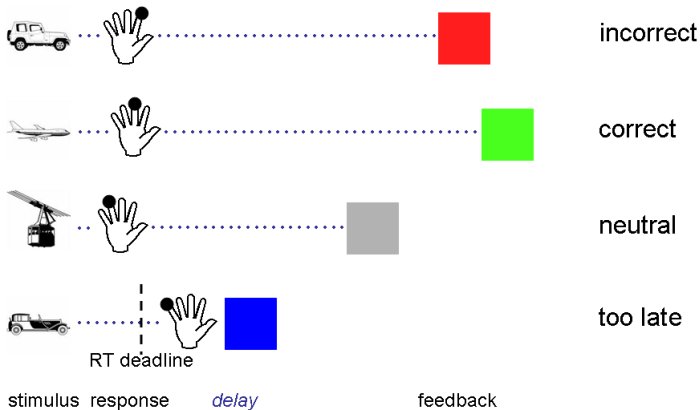 incorrect
correct
neutral
too late
RT deadline
stimulus response delay feedback